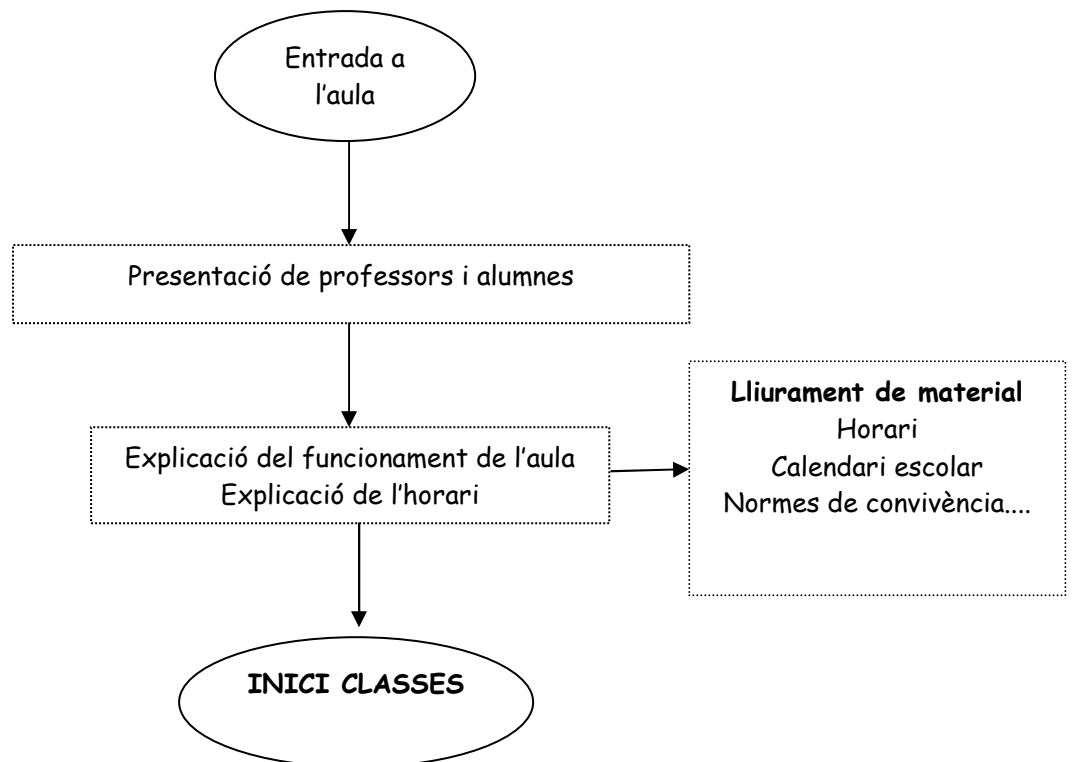 Entrada a
l'aula
Presentació de professors i alumnes
Explicació del funcionament de l'aula
Explicació de l'horari
Lliurament de material
Horari
Calendari escolar
Normes de convivència....
INICI CLASSES